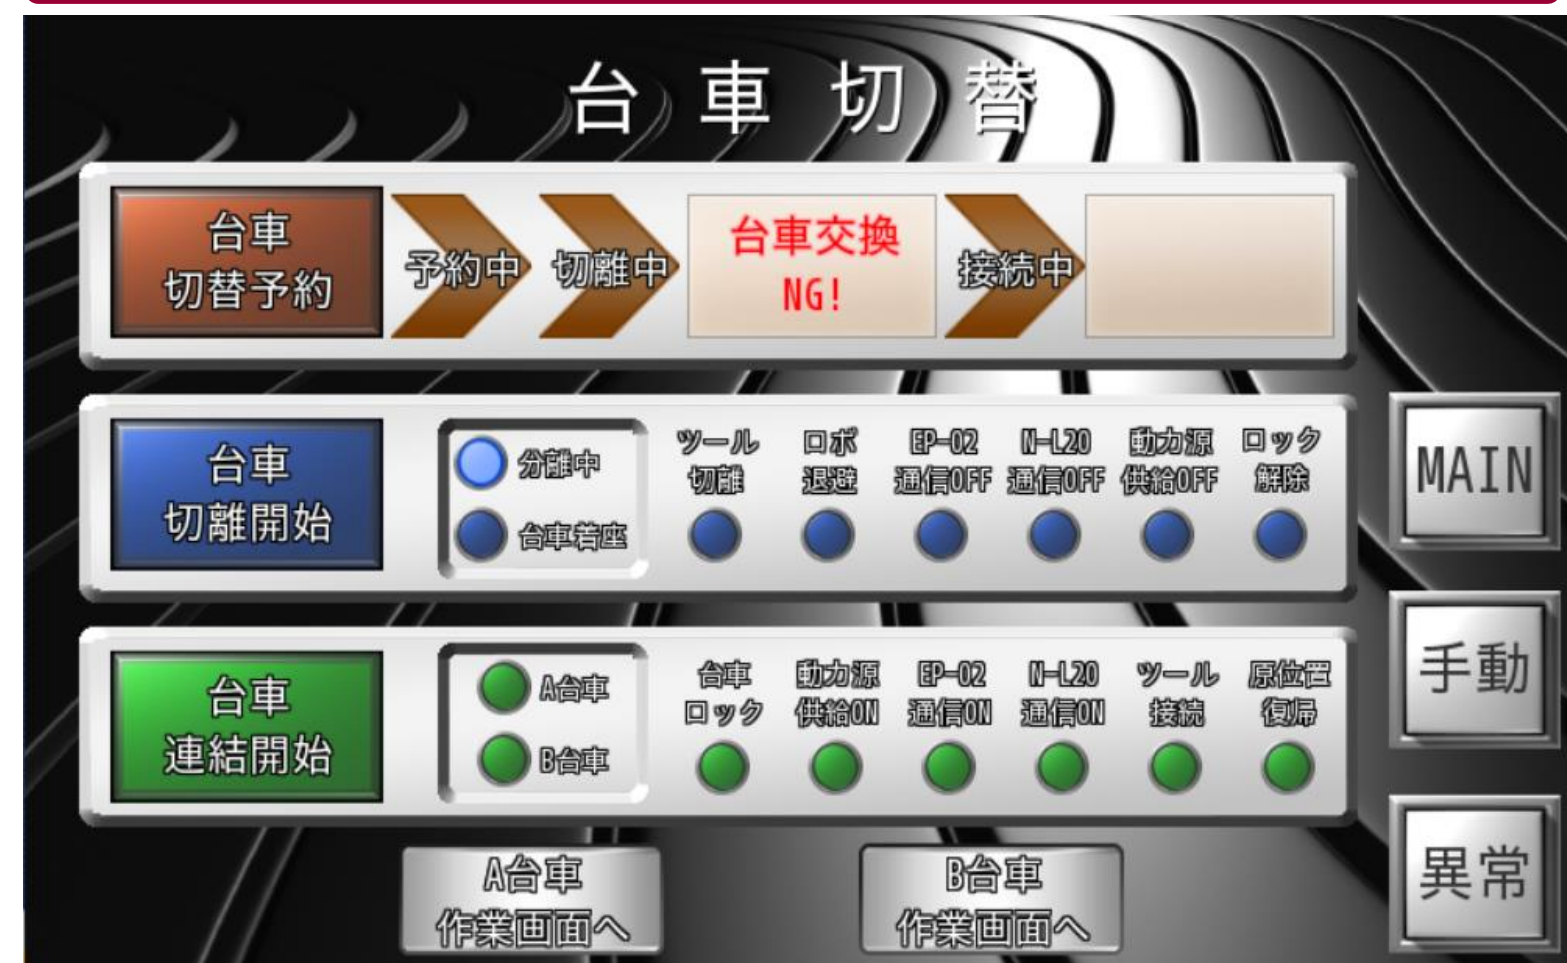 台車切替
台車
切替予約
予約中
切離中
台車交換
NG!
接続中
台車
切離開始
分離中
台車着座
ツール
切離
ロボ
退避
EP-02
通信OFF
N-L20
通信OFF
動力源
供給OFF
ロック
解除
MAIN
台車
連結開始
A台車
B台車
台車
ロック
動力源
供給ON
EP-02
通信ON
N-L20
通信ON
ツール
接続
原位置
復帰
手動
A台車
作業画面へ
B台車
作業画面へ
異常